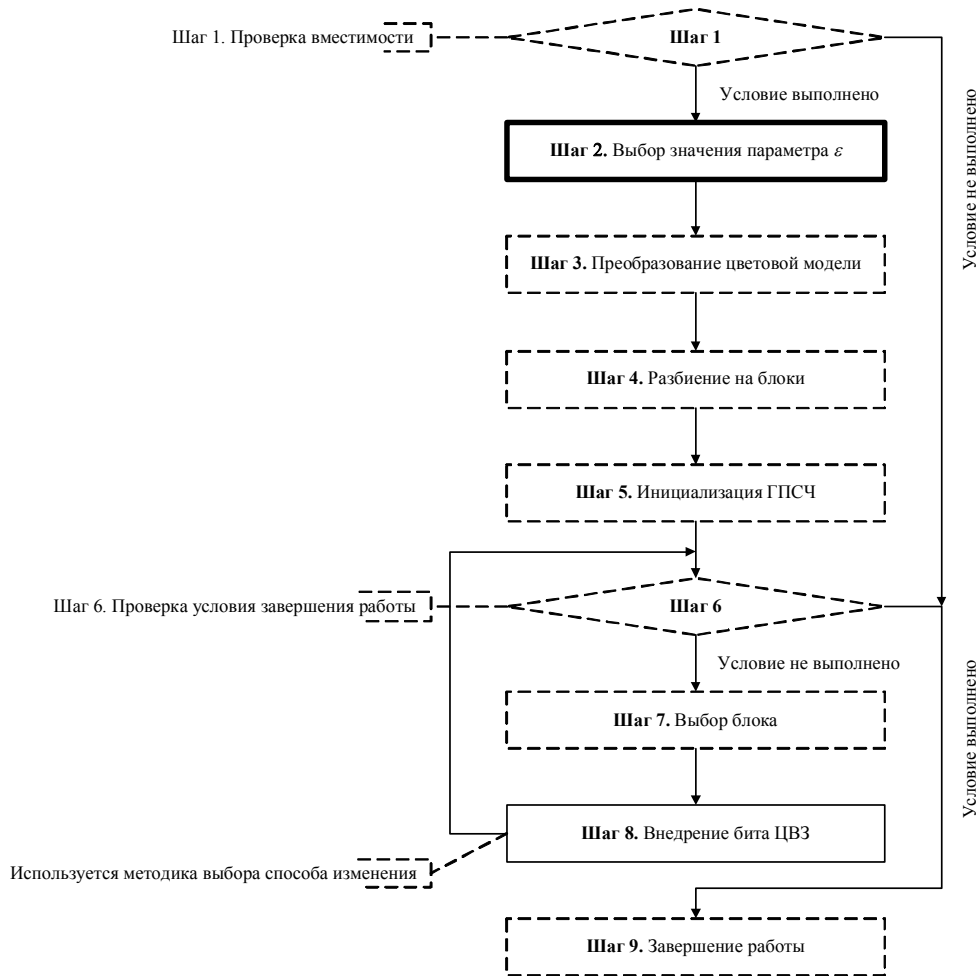 Шаг 1. Проверка вместимости
Шаг 1
Условие выполнено
Условие не выполнено
Шаг 2. Выбор значения параметра ε
Шаг 3. Преобразование цветовой модели
Шаг 4. Разбиение на блоки
Шаг 5. Инициализация ГПСЧ
Шаг 6. Проверка условия завершения работы
Шаг 6
Условие не выполнено
Условие выполнено
Шаг 7. Выбор блока
Шаг 8. Внедрение бита ЦВЗ
Используется методика выбора способа изменения
Шаг 9. Завершение работы